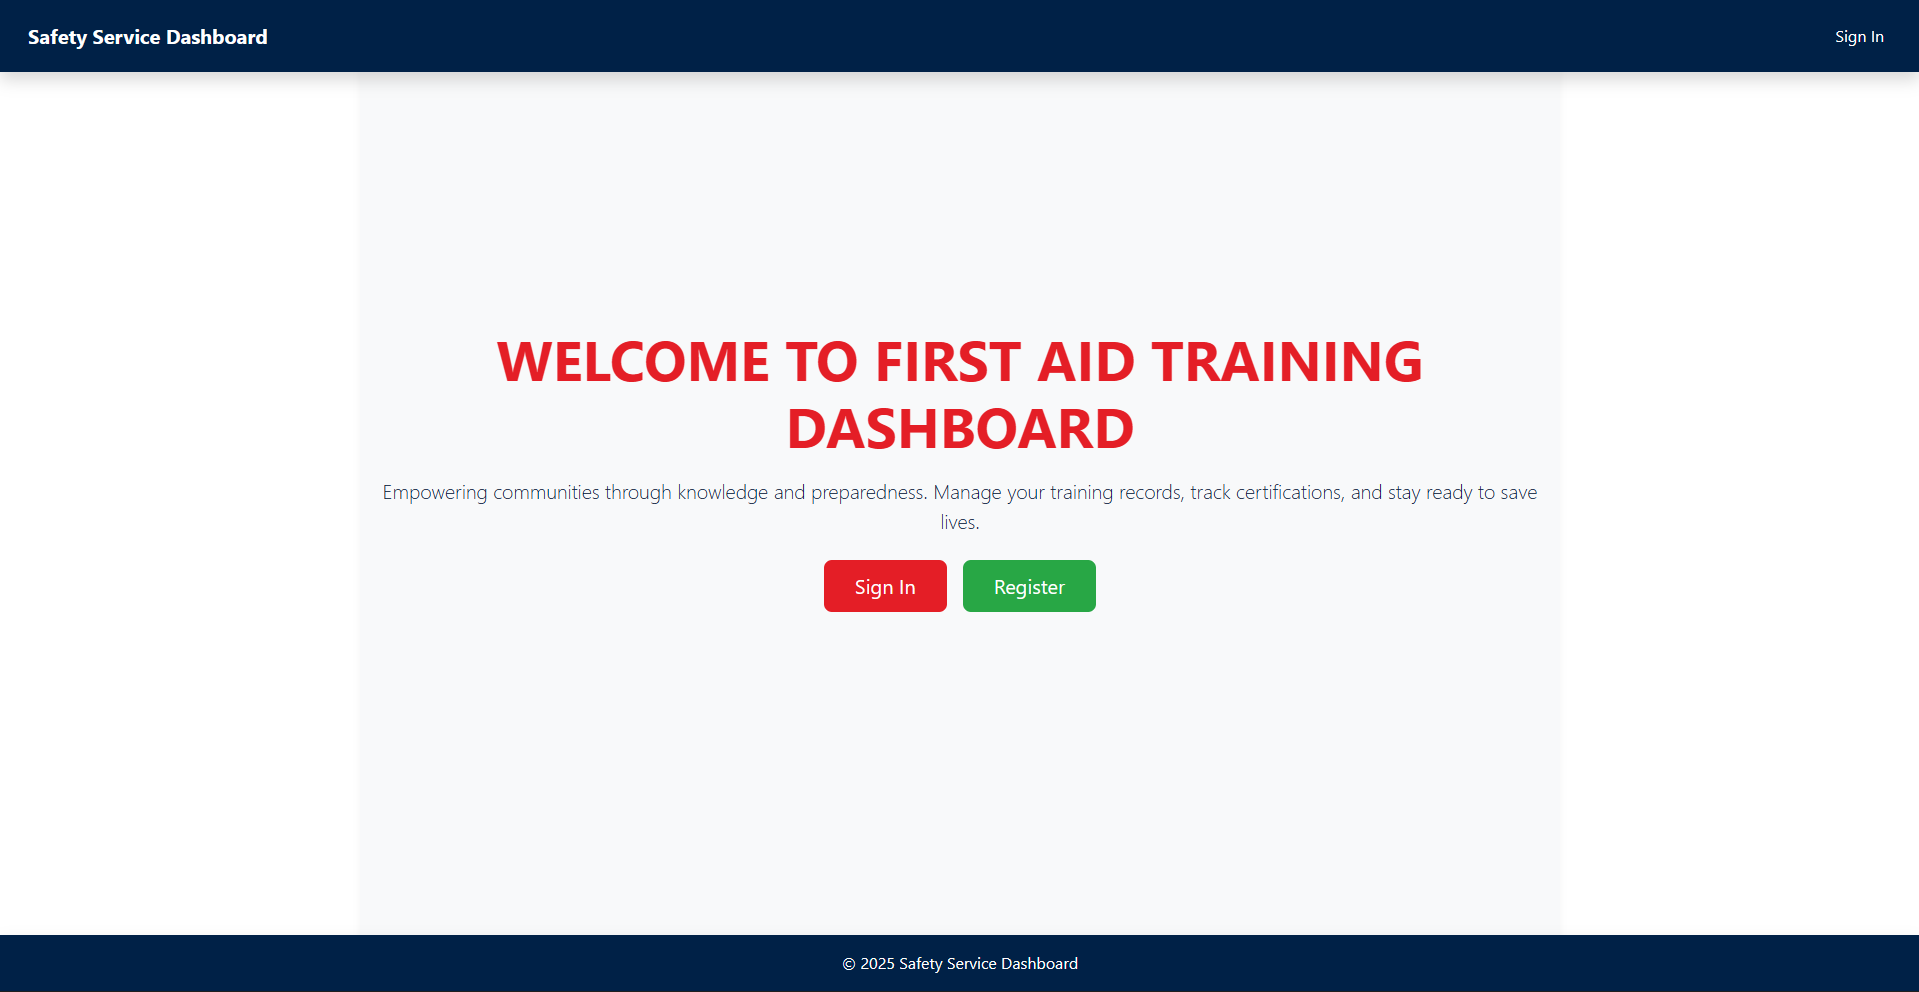 Safety Service Dashboard
Sign In
WELCOME TO FIRST AID TRAINING
DASHBOARD
Empowering communities through knowledge and preparedness. Manage your training records, track certifications, and stay ready to save
lives.
Sign In
Register
© 2025 Safety Service Dashboard